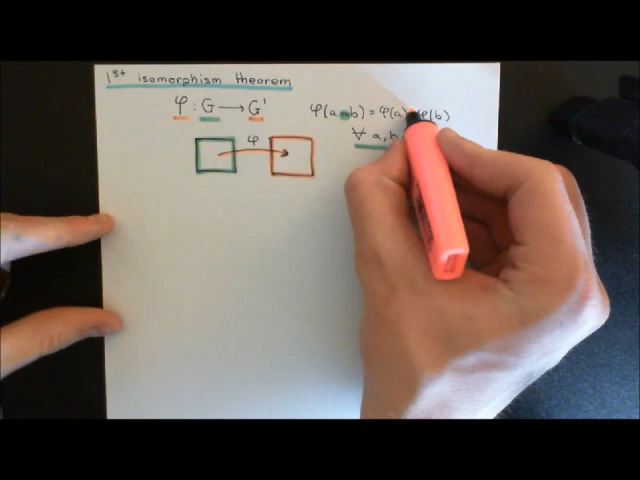 1st isomorphism theorem
φ : G → G'
φ(a∘b) = φ(a) φ(b)
φ
∀ a, b